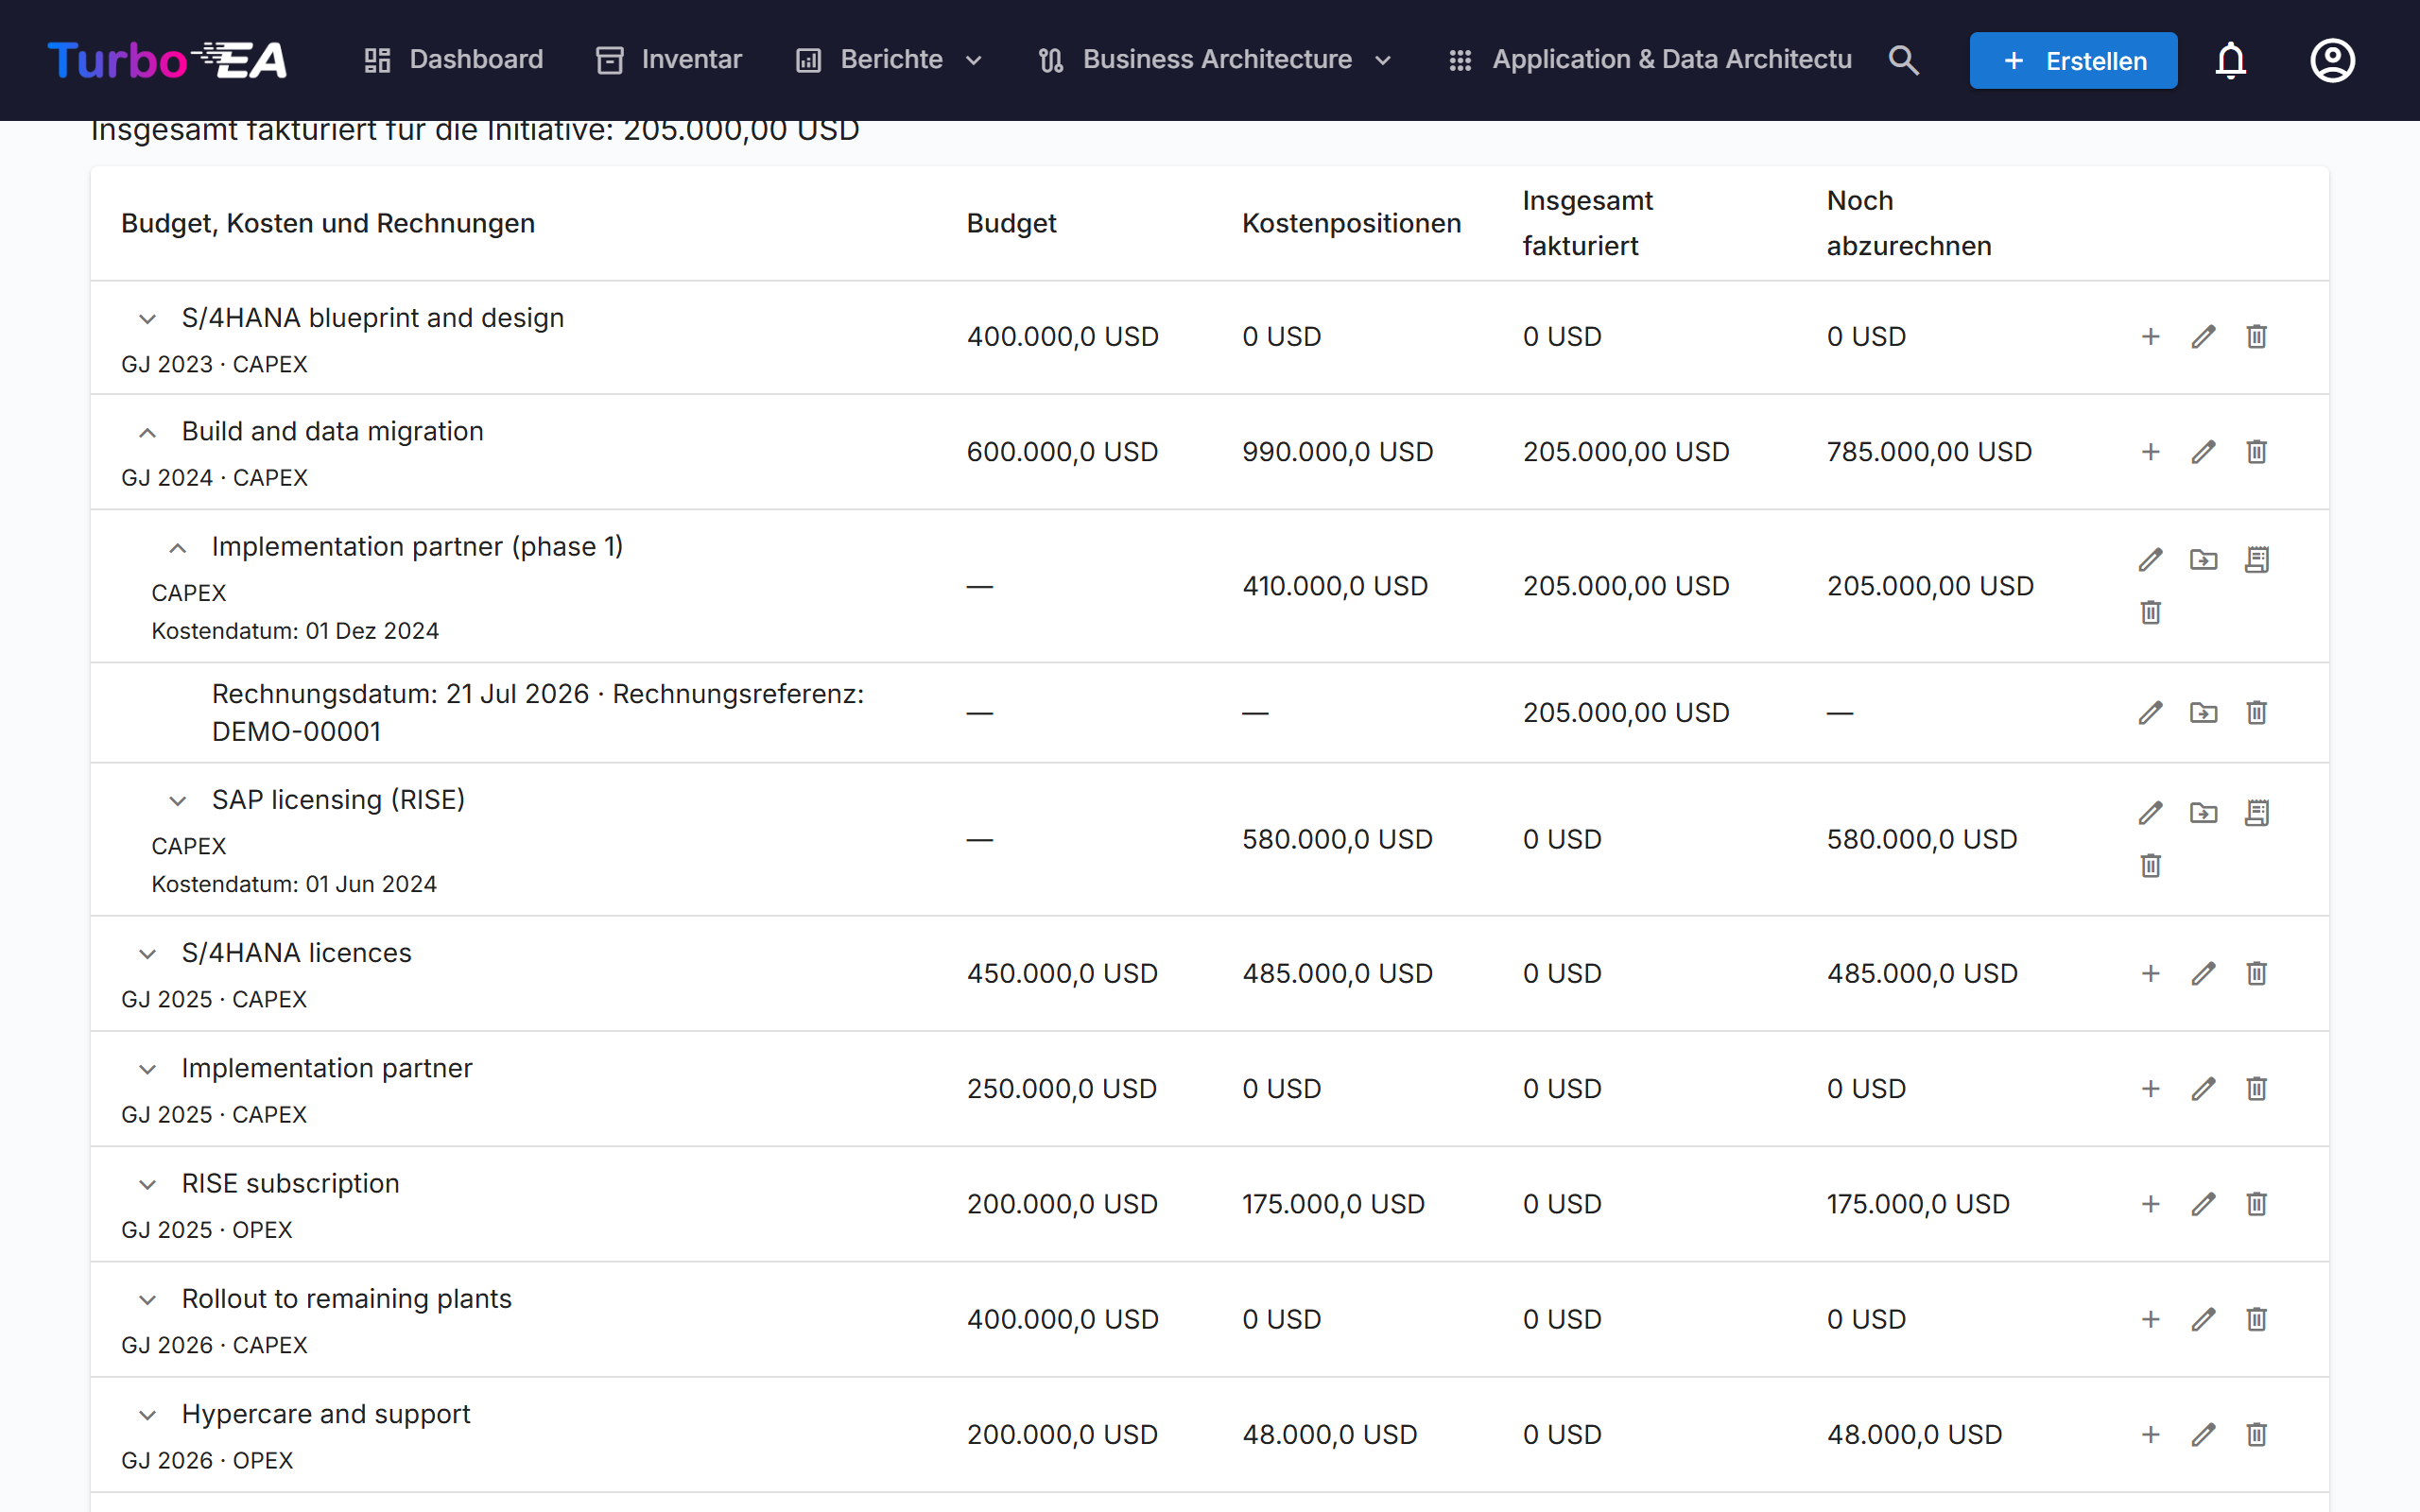 Turbo EA Dashboard Inventar Berichte Business Architecture Application & Data Architectu Erstellen
Insgesamt fakturiert für die Initiative: 205.000,00 USD
Budget, Kosten und Rechnungen Budget Kostenpositionen Insgesamt fakturiert Noch abzurechnen
S/4HANA blueprint and design
GJ 2023 · CAPEX
400.000,0 USD 0 USD 0 USD 0 USD
Build and data migration
GJ 2024 · CAPEX
600.000,0 USD 990.000,0 USD 205.000,00 USD 785.000,00 USD
Implementation partner (phase 1)
CAPEX
Kostendatum: 01 Dez 2024
— 410.000,0 USD 205.000,00 USD 205.000,00 USD
Rechnungsdatum: 21 Jul 2026 · Rechnungsreferenz:
DEMO-00001
— — 205.000,00 USD —
SAP licensing (RISE)
CAPEX
Kostendatum: 01 Jun 2024
— 580.000,0 USD 0 USD 580.000,0 USD
S/4HANA licences
GJ 2025 · CAPEX
450.000,0 USD 485.000,0 USD 0 USD 485.000,0 USD
Implementation partner
GJ 2025 · CAPEX
250.000,0 USD 0 USD 0 USD 0 USD
RISE subscription
GJ 2025 · OPEX
200.000,0 USD 175.000,0 USD 0 USD 175.000,0 USD
Rollout to remaining plants
GJ 2026 · CAPEX
400.000,0 USD 0 USD 0 USD 0 USD
Hypercare and support
GJ 2026 · OPEX
200.000,0 USD 48.000,0 USD 0 USD 48.000,0 USD